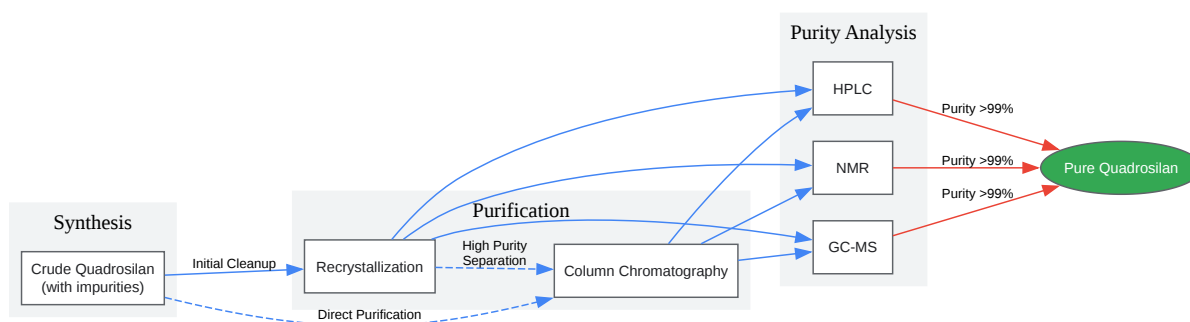 Synthesis
Crude Quadrosilan
(with impurities)
Initial Cleanup
Direct Purification
Purification
Recrystallization
High Purity
Separation
Column Chromatography
Purity Analysis
HPLC
NMR
GC-MS
Purity >99%
Purity >99%
Purity >99%
Pure Quadrosilan